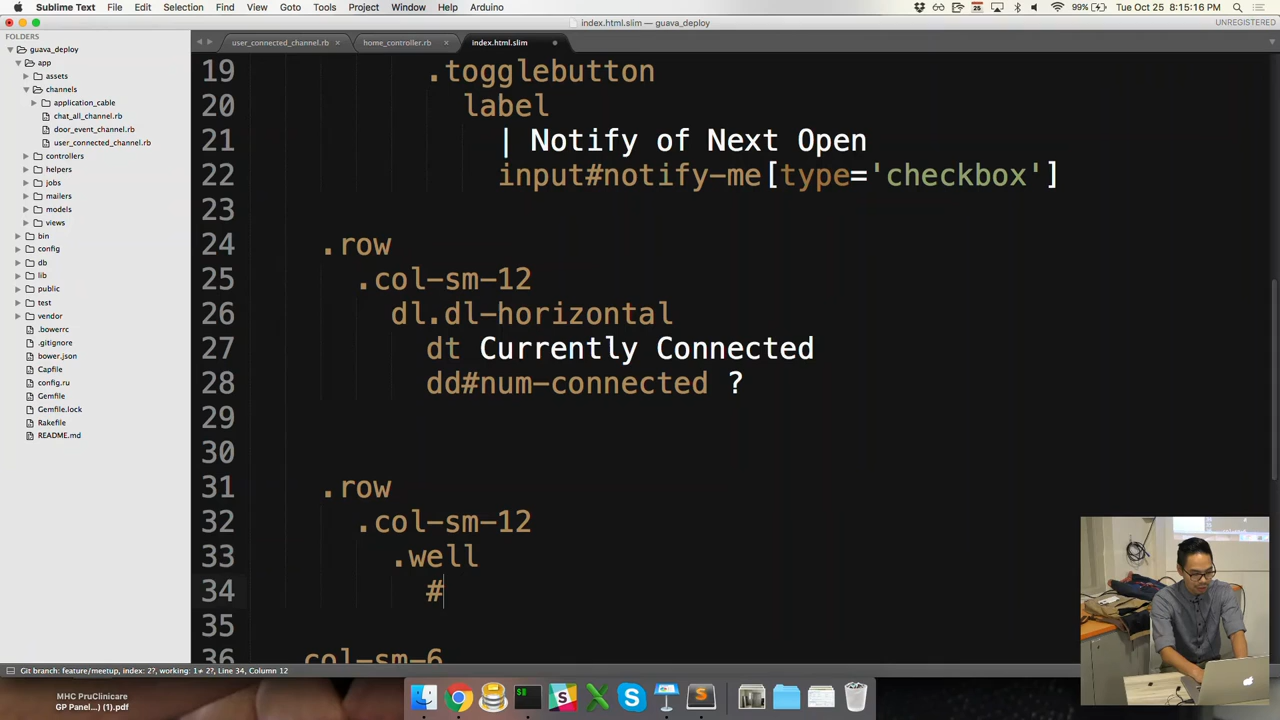 Sublime Text File Edit Selection Find View Goto Tools Project Window Help Arduino 25 99% Tue Oct 25 8:15:16 PM
index.html.slim — guava_deploy UNREGISTERED
FOLDERS
user_connected_channel.rb × home_controller.rb × index.html.slim
guava_deploy
app
assets
channels
application_cable
chat_all_channel.rb
door_event_channel.rb
user_connected_channel.rb
controllers
helpers
jobs
mailers
models
views
bin
config
db
lib
public
test
vendor
.bowerrc
.gitignore
bower.json
Capfile
config.ru
Gemfile
Gemfile.lock
Rakefile
README.md
19 .togglebutton
20 label
21 | Notify of Next Open
22 input#notify-me[type='checkbox']
23
24 .row
25 .col-sm-12
26 dl.dl-horizontal
27 dt Currently Connected
28 dd#num-connected ?
29
30
31 .row
32 .col-sm-12
33 .well
34 #
35
36 col-sm-6
Git branch: feature/meetup, index: 2?, working: 1≠ 2?, Line 34, Column 12
MHC PruClinicare
GP Panel...) (1).pdf